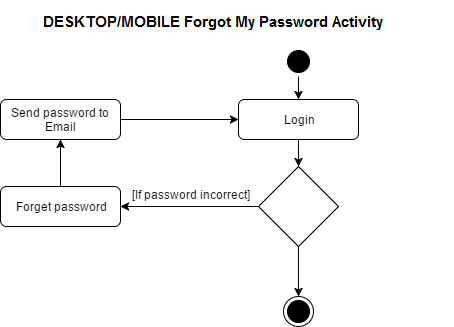 DESKTOP/MOBILE Forgot My Password Activity
Send password to
Email
Login
[If password incorrect]
Forget password